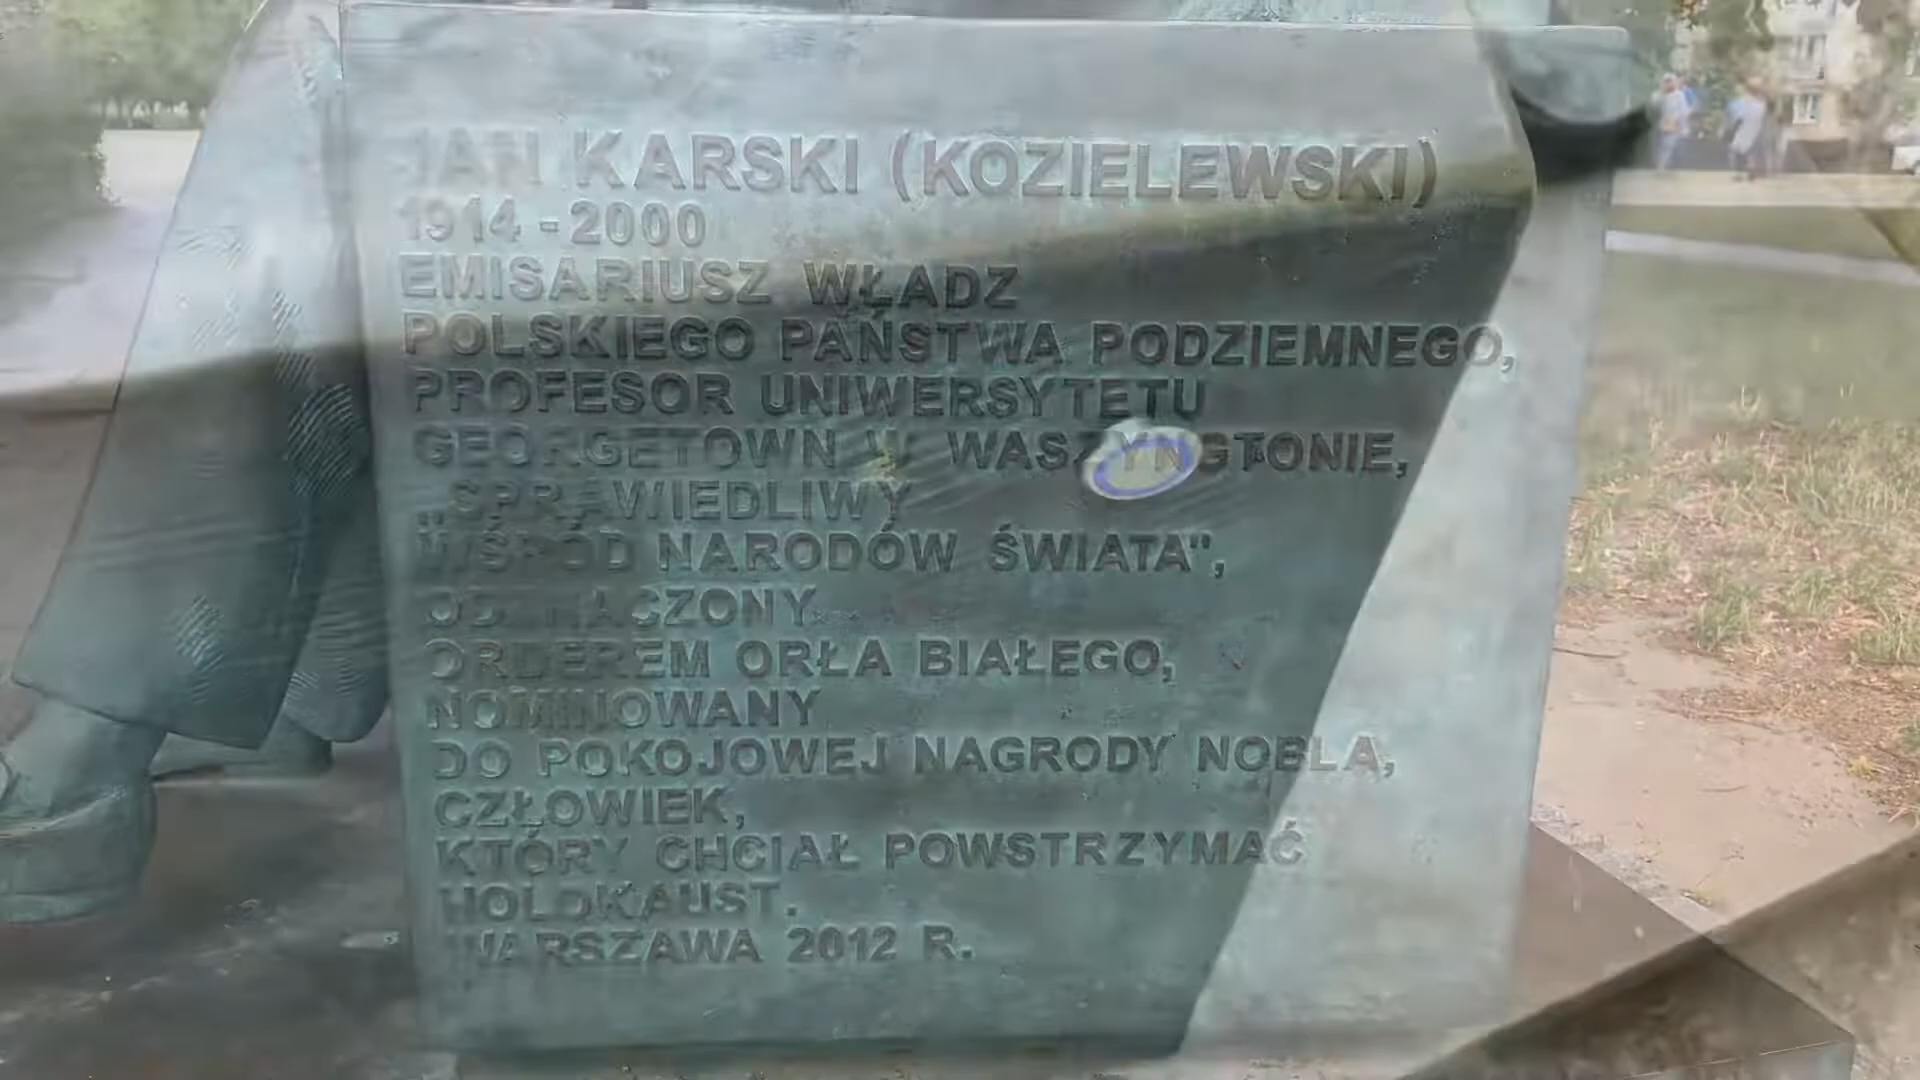 JAN KARSKI (KOZIELEWSKI)
1914 - 2000
EMISARIUSZ WŁADZ
POLSKIEGO PAŃSTWA PODZIEMNEGO,
PROFESOR UNIWERSYTETU
GEORGETOWN W WASZYNGTONIE,
„SPRAWIEDLIWY
WŚRÓD NARODÓW ŚWIATA",
ODZNACZONY
ORDEREM ORŁA BIAŁEGO,
NOMINOWANY
DO POKOJOWEJ NAGRODY NOBLA,
CZŁOWIEK,
KTÓRY CHCIAŁ POWSTRZYMAĆ
HOLOKAUST.
WARSZAWA 2012 R.